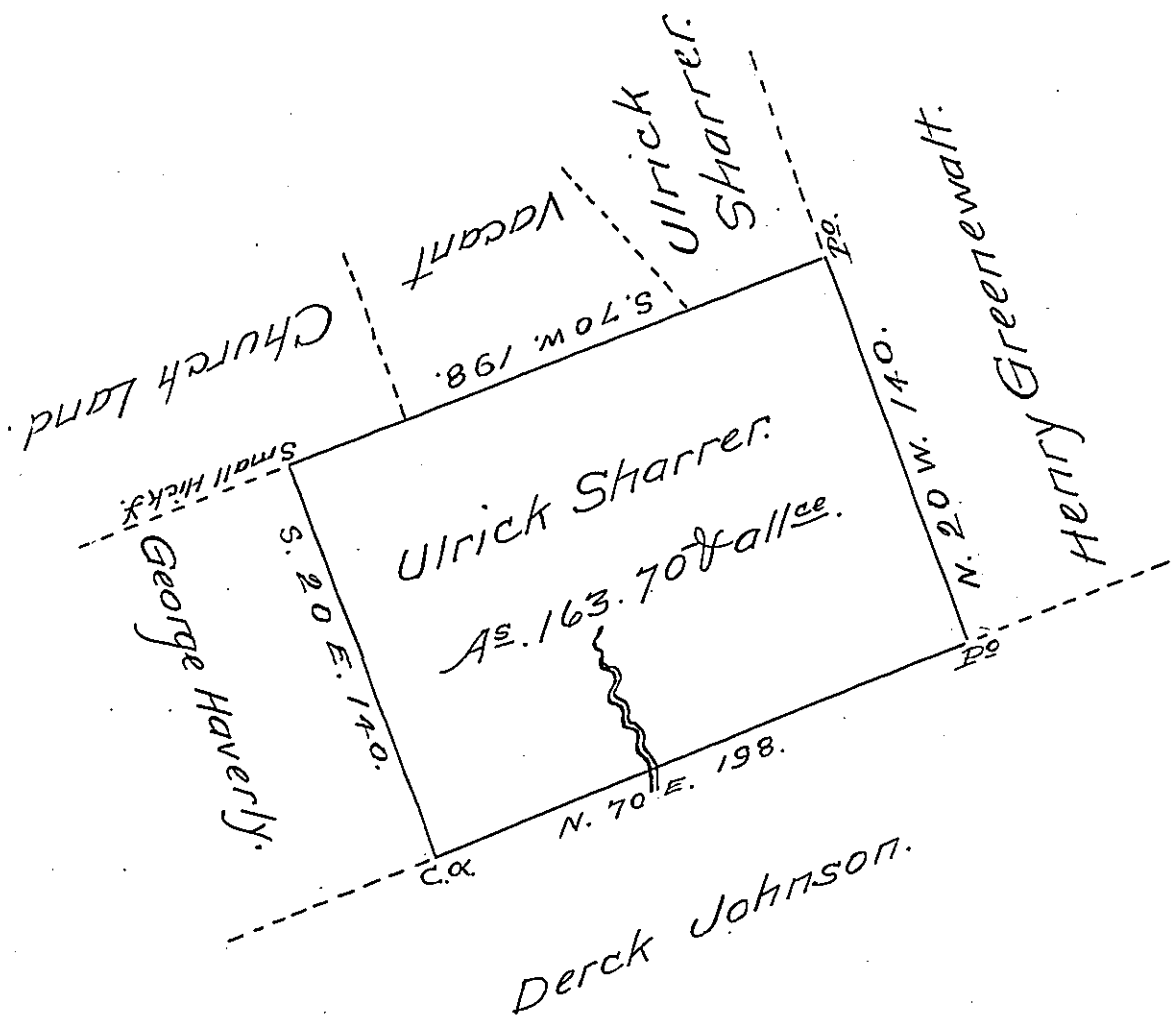 Ulrick
Sharrer.
Vacant
Church Land.
Henry Greenewalt.
Po.
S. 70 W. 198.
Small Hicky.
N. 20 W. 140.
George Haverly.
S. 20 E. 140.
Ulrick Sharrer.
As. 163. 70 & allce.
Po
N. 70 E. 198.
C.O.
Derck Johnson.